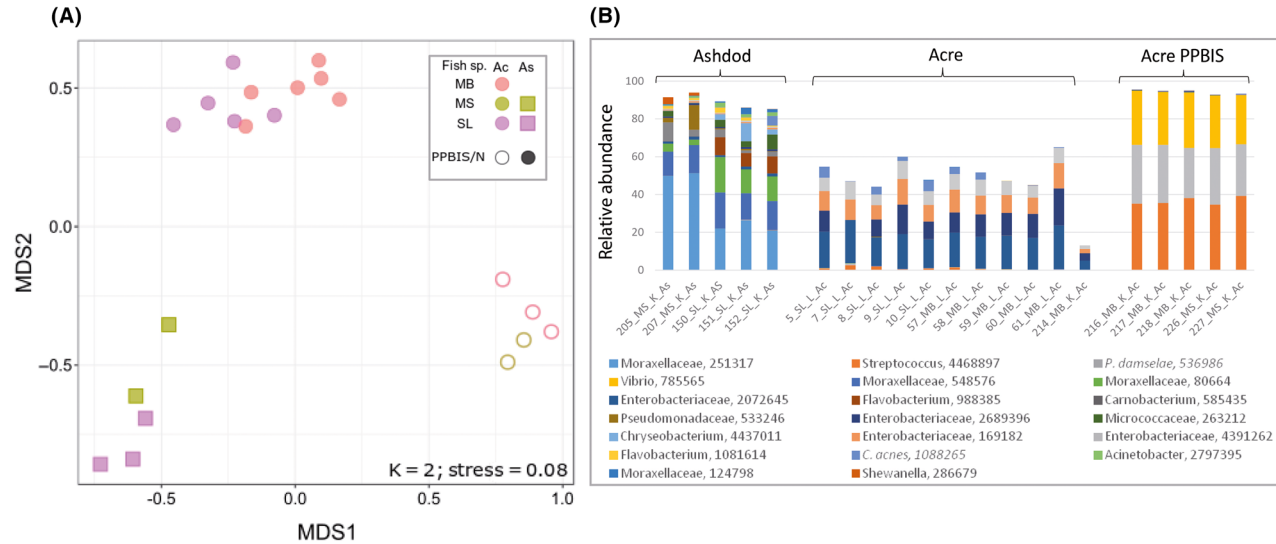 (A)
Fish sp. Ac As
MB
MS
SL
PPBIS/N
0.5
0.0
−0.5
MDS2
K = 2; stress = 0.08
-0.5
0.0
0.5
1.0
MDS1
(B)
Ashdod
Acre
Acre PPBIS
Relative abundance
100
80
60
40
20
0
205_MS_K_As
207_MS_K_As
150_SL_K_AS
151_SL_K_As
152_SL_K_As
5_SL_L_Ac
7_SL_L_Ac
8_SL_L_Ac
9_SL_L_Ac
10_SL_L_Ac
57_MB_L_Ac
58_MB_L_Ac
59_MB_L_Ac
60_MB_L_Ac
61_MB_L_Ac
214_MB_K_Ac
216_MB_K_Ac
217_MB_K_Ac
218_MB_K_Ac
226_MS_K_Ac
227_MS_K_Ac
Moraxellaceae, 251317
Streptococcus, 4468897
P. damselae, 536986
Vibrio, 785565
Moraxellaceae, 548576
Moraxellaceae, 80664
Enterobacteriaceae, 2072645
Flavobacterium, 988385
Carnobacterium, 585435
Pseudomonadaceae, 533246
Enterobacteriaceae, 2689396
Micrococcaceae, 263212
Chryseobacterium, 4437011
Enterobacteriaceae, 169182
Enterobacteriaceae, 4391262
Flavobacterium, 1081614
C. acnes, 1088265
Acinetobacter, 2797395
Moraxellaceae, 124798
Shewanella, 286679